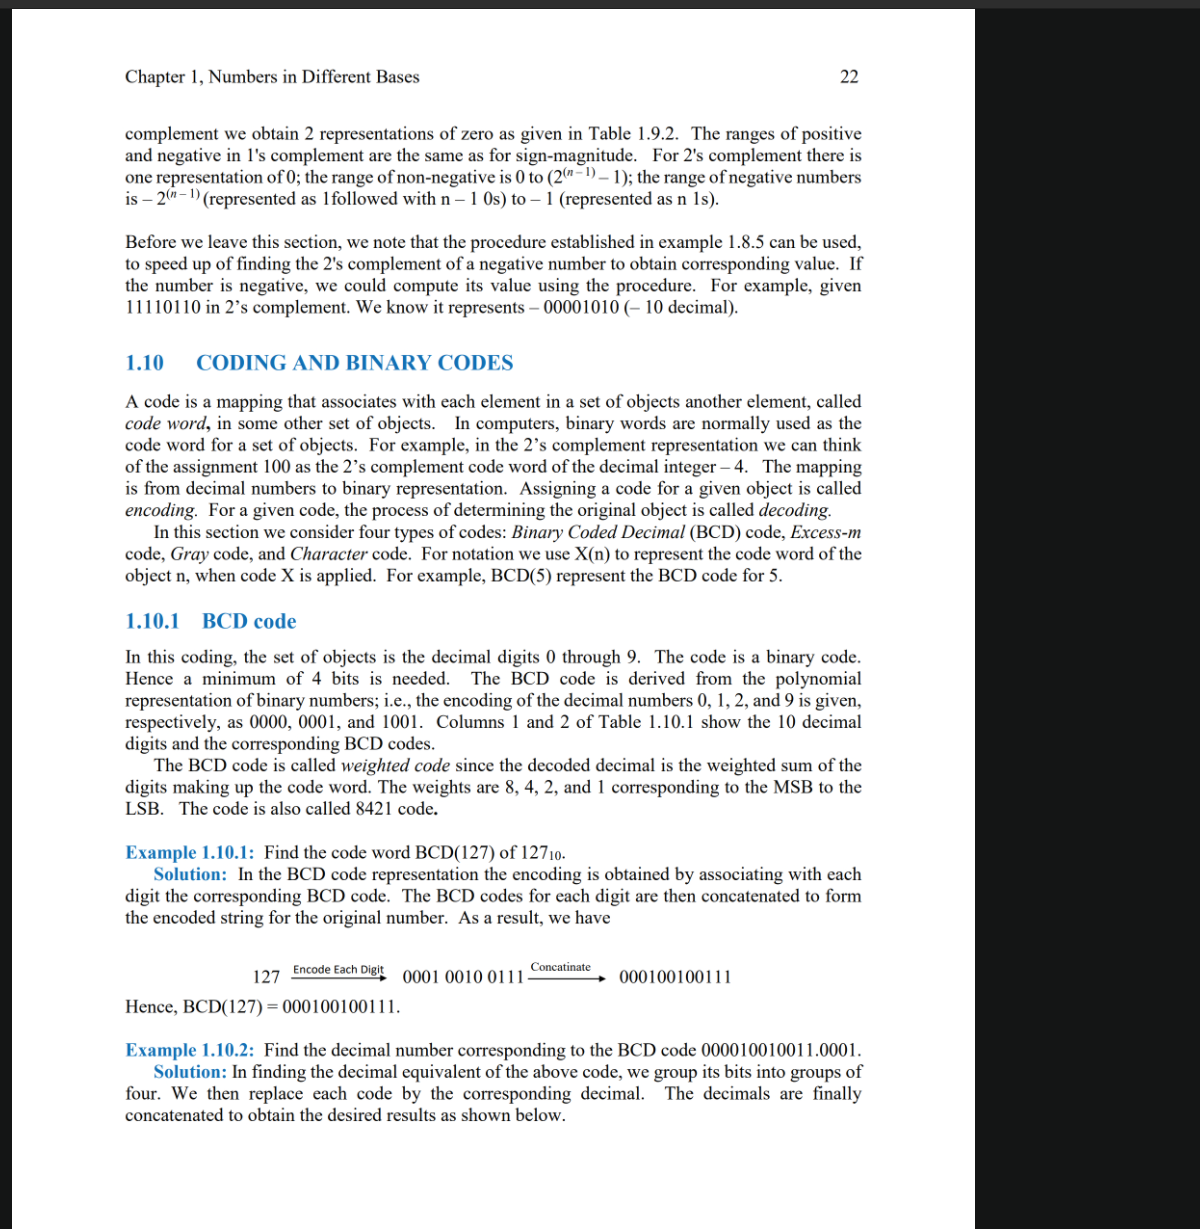 Chapter 1, Numbers in Different Bases 22
complement we obtain 2 representations of zero as given in Table 1.9.2. The ranges of positive
and negative in 1's complement are the same as for sign-magnitude. For 2's complement there is
one representation of 0; the range of non-negative is 0 to (2(n – 1) – 1); the range of negative numbers
is – 2(n – 1) (represented as 1followed with n – 1 0s) to – 1 (represented as n 1s).
Before we leave this section, we note that the procedure established in example 1.8.5 can be used,
to speed up of finding the 2's complement of a negative number to obtain corresponding value. If
the number is negative, we could compute its value using the procedure. For example, given
11110110 in 2’s complement. We know it represents – 00001010 (– 10 decimal).
1.10 CODING AND BINARY CODES
A code is a mapping that associates with each element in a set of objects another element, called
code word, in some other set of objects. In computers, binary words are normally used as the
code word for a set of objects. For example, in the 2’s complement representation we can think
of the assignment 100 as the 2’s complement code word of the decimal integer – 4. The mapping
is from decimal numbers to binary representation. Assigning a code for a given object is called
encoding. For a given code, the process of determining the original object is called decoding.
In this section we consider four types of codes: Binary Coded Decimal (BCD) code, Excess-m
code, Gray code, and Character code. For notation we use X(n) to represent the code word of the
object n, when code X is applied. For example, BCD(5) represent the BCD code for 5.
1.10.1 BCD code
In this coding, the set of objects is the decimal digits 0 through 9. The code is a binary code.
Hence a minimum of 4 bits is needed. The BCD code is derived from the polynomial
representation of binary numbers; i.e., the encoding of the decimal numbers 0, 1, 2, and 9 is given,
respectively, as 0000, 0001, and 1001. Columns 1 and 2 of Table 1.10.1 show the 10 decimal
digits and the corresponding BCD codes.
The BCD code is called weighted code since the decoded decimal is the weighted sum of the
digits making up the code word. The weights are 8, 4, 2, and 1 corresponding to the MSB to the
LSB. The code is also called 8421 code.
Example 1.10.1: Find the code word BCD(127) of 12710.
Solution: In the BCD code representation the encoding is obtained by associating with each
digit the corresponding BCD code. The BCD codes for each digit are then concatenated to form
the encoded string for the original number. As a result, we have
127 Encode Each Digit 0001 0010 0111 Concatinate 000100100111
Hence, BCD(127) = 000100100111.
Example 1.10.2: Find the decimal number corresponding to the BCD code 000010010011.0001.
Solution: In finding the decimal equivalent of the above code, we group its bits into groups of
four. We then replace each code by the corresponding decimal. The decimals are finally
concatenated to obtain the desired results as shown below.